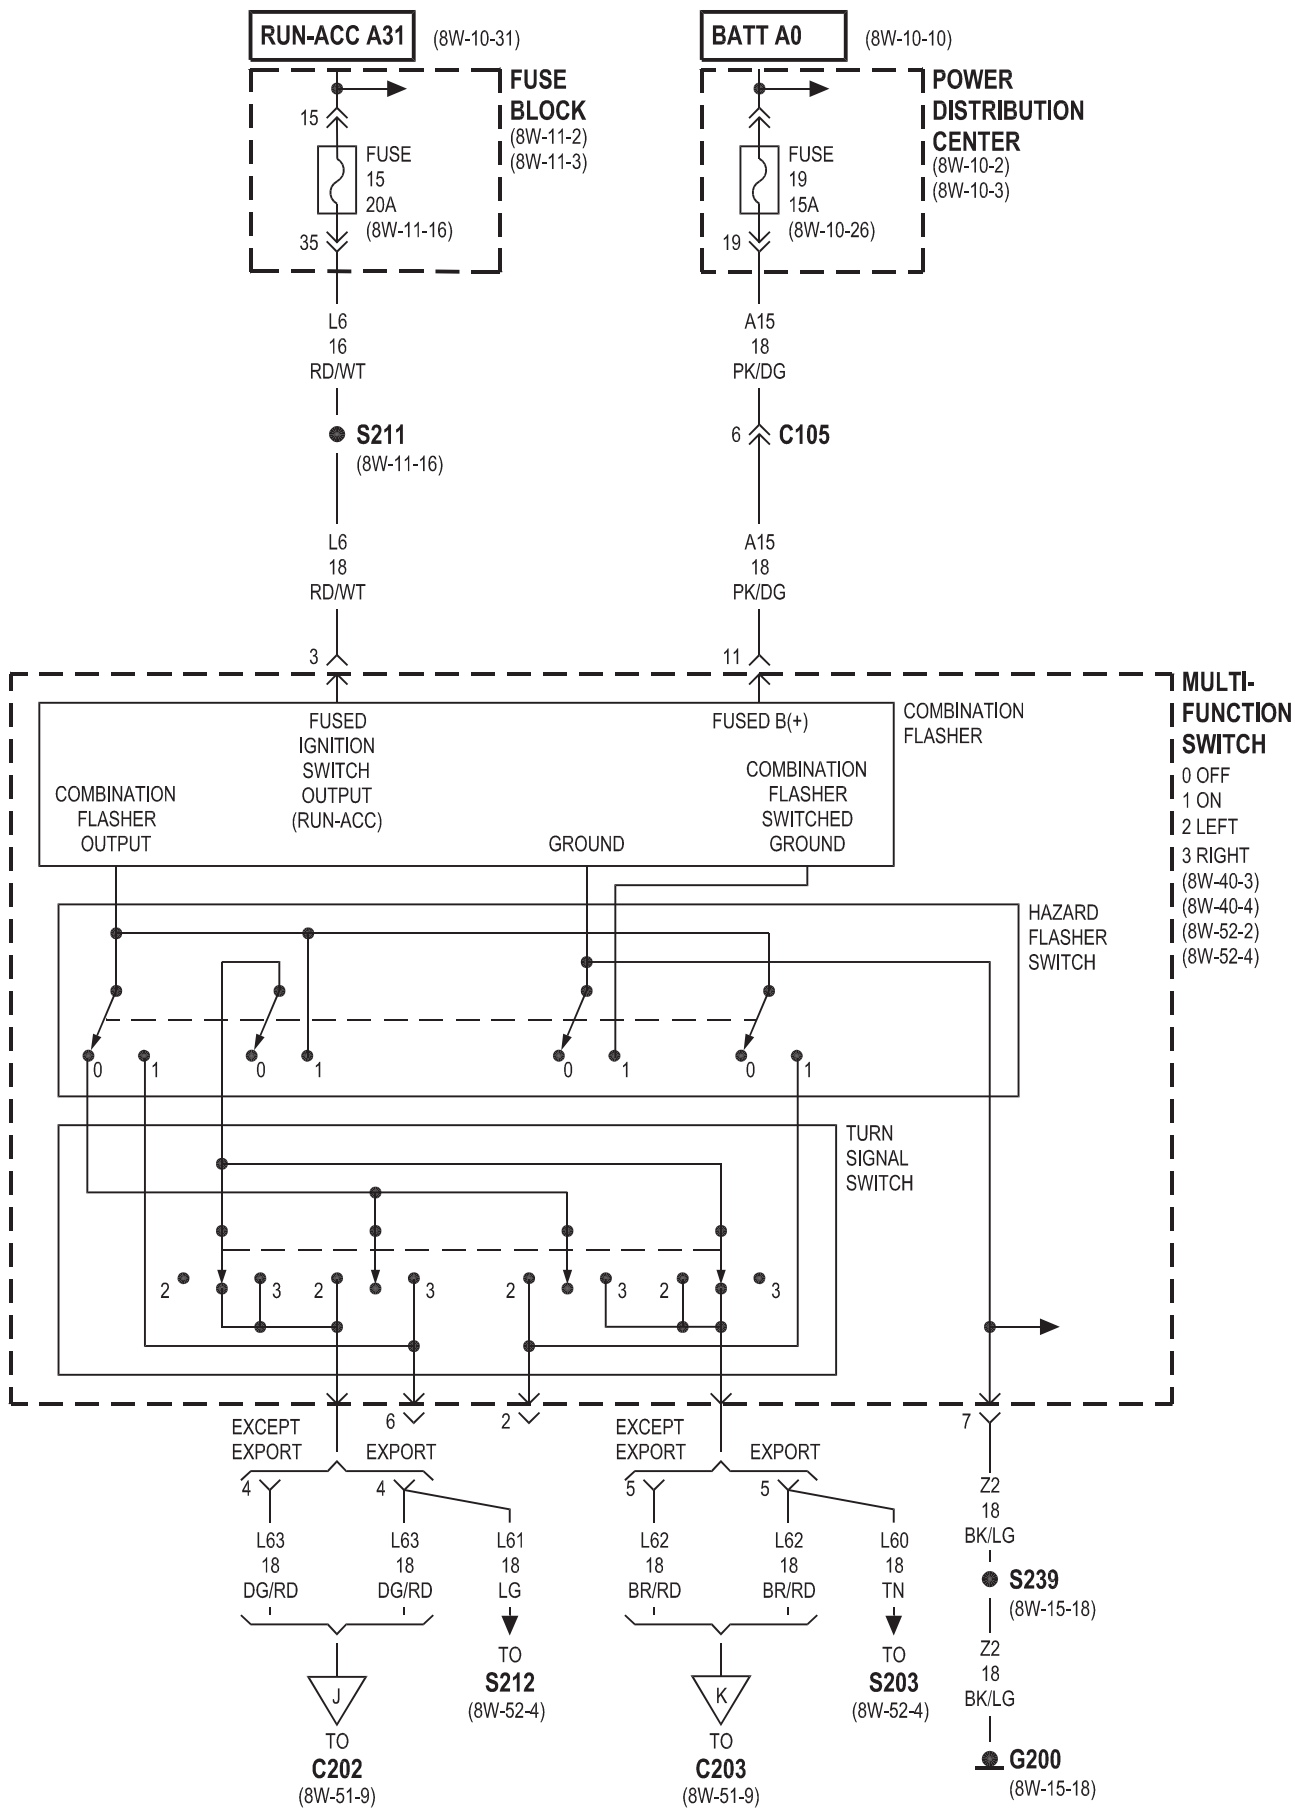 RUN-ACC A31
(8W-10-31)
BATT A0
(8W-10-10)
FUSE
BLOCK
(8W-11-2)
(8W-11-3)
15
FUSE
15
20A
(8W-11-16)
35
POWER
DISTRIBUTION
CENTER
(8W-10-2)
(8W-10-3)
FUSE
19
15A
(8W-10-26)
19
L6
16
RD/WT
A15
18
PK/DG
S211
(8W-11-16)
6
C105
L6
18
RD/WT
A15
18
PK/DG
3
11
MULTI-
FUNCTION
SWITCH
0 OFF
1 ON
2 LEFT
3 RIGHT
(8W-40-3)
(8W-40-4)
(8W-52-2)
(8W-52-4)
COMBINATION
FLASHER
FUSED
IGNITION
SWITCH
OUTPUT
(RUN-ACC)
FUSED B(+)
COMBINATION
FLASHER
OUTPUT
GROUND
COMBINATION
FLASHER
SWITCHED
GROUND
HAZARD
FLASHER
SWITCH
0 1 0 1 0 1 0 1
TURN
SIGNAL
SWITCH
2 3 2 3 2 3 2 3
EXCEPT
EXPORT
EXPORT
6
2
EXCEPT
EXPORT
EXPORT
7
4
4
5
5
L63
18
DG/RD
L63
18
DG/RD
L61
18
LG
L62
18
BR/RD
L62
18
BR/RD
L60
18
TN
Z2
18
BK/LG
S239
(8W-15-18)
Z2
18
BK/LG
G200
(8W-15-18)
J
TO
C202
(8W-51-9)
TO
S212
(8W-52-4)
K
TO
C203
(8W-51-9)
TO
S203
(8W-52-4)